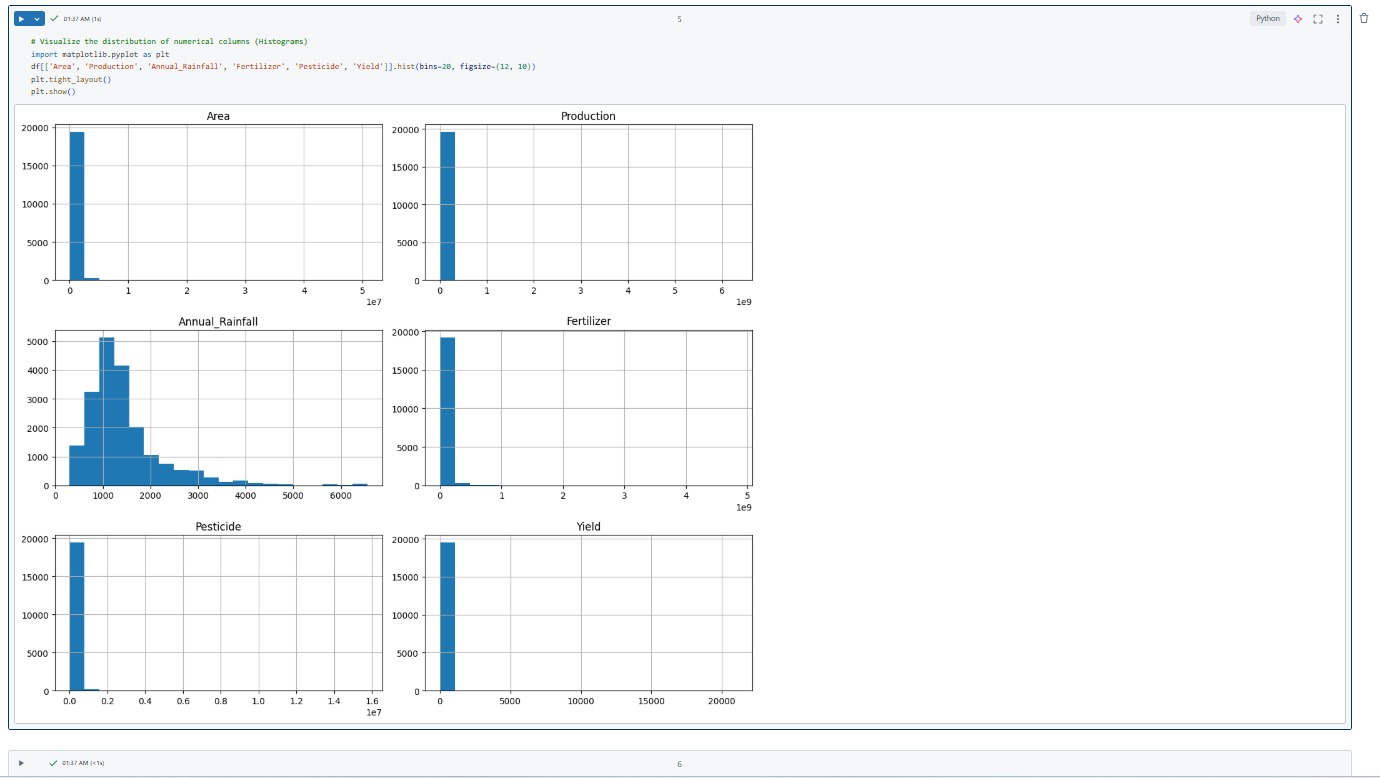 01:37 AM (1s)
5
Python
# Visualize the distribution of numerical columns (Histograms)
import matplotlib.pyplot as plt
df[['Area', 'Production', 'Annual_Rainfall', 'Fertilizer', 'Pesticide', 'Yield']].hist(bins=20, figsize=(12, 10))
plt.tight_layout()
plt.show()
Area
20000
15000
10000
5000
0
0 1 2 3 4 5
1e7
Production
20000
15000
10000
5000
0
0 1 2 3 4 5 6
1e9
Annual_Rainfall
5000
4000
3000
2000
1000
0
0 1000 2000 3000 4000 5000 6000
Fertilizer
20000
15000
10000
5000
0
0 1 2 3 4 5
1e9
Pesticide
20000
15000
10000
5000
0
0.0 0.2 0.4 0.6 0.8 1.0 1.2 1.4 1.6
1e7
Yield
20000
15000
10000
5000
0
0 5000 10000 15000 20000
01:37 AM (<1s)
6